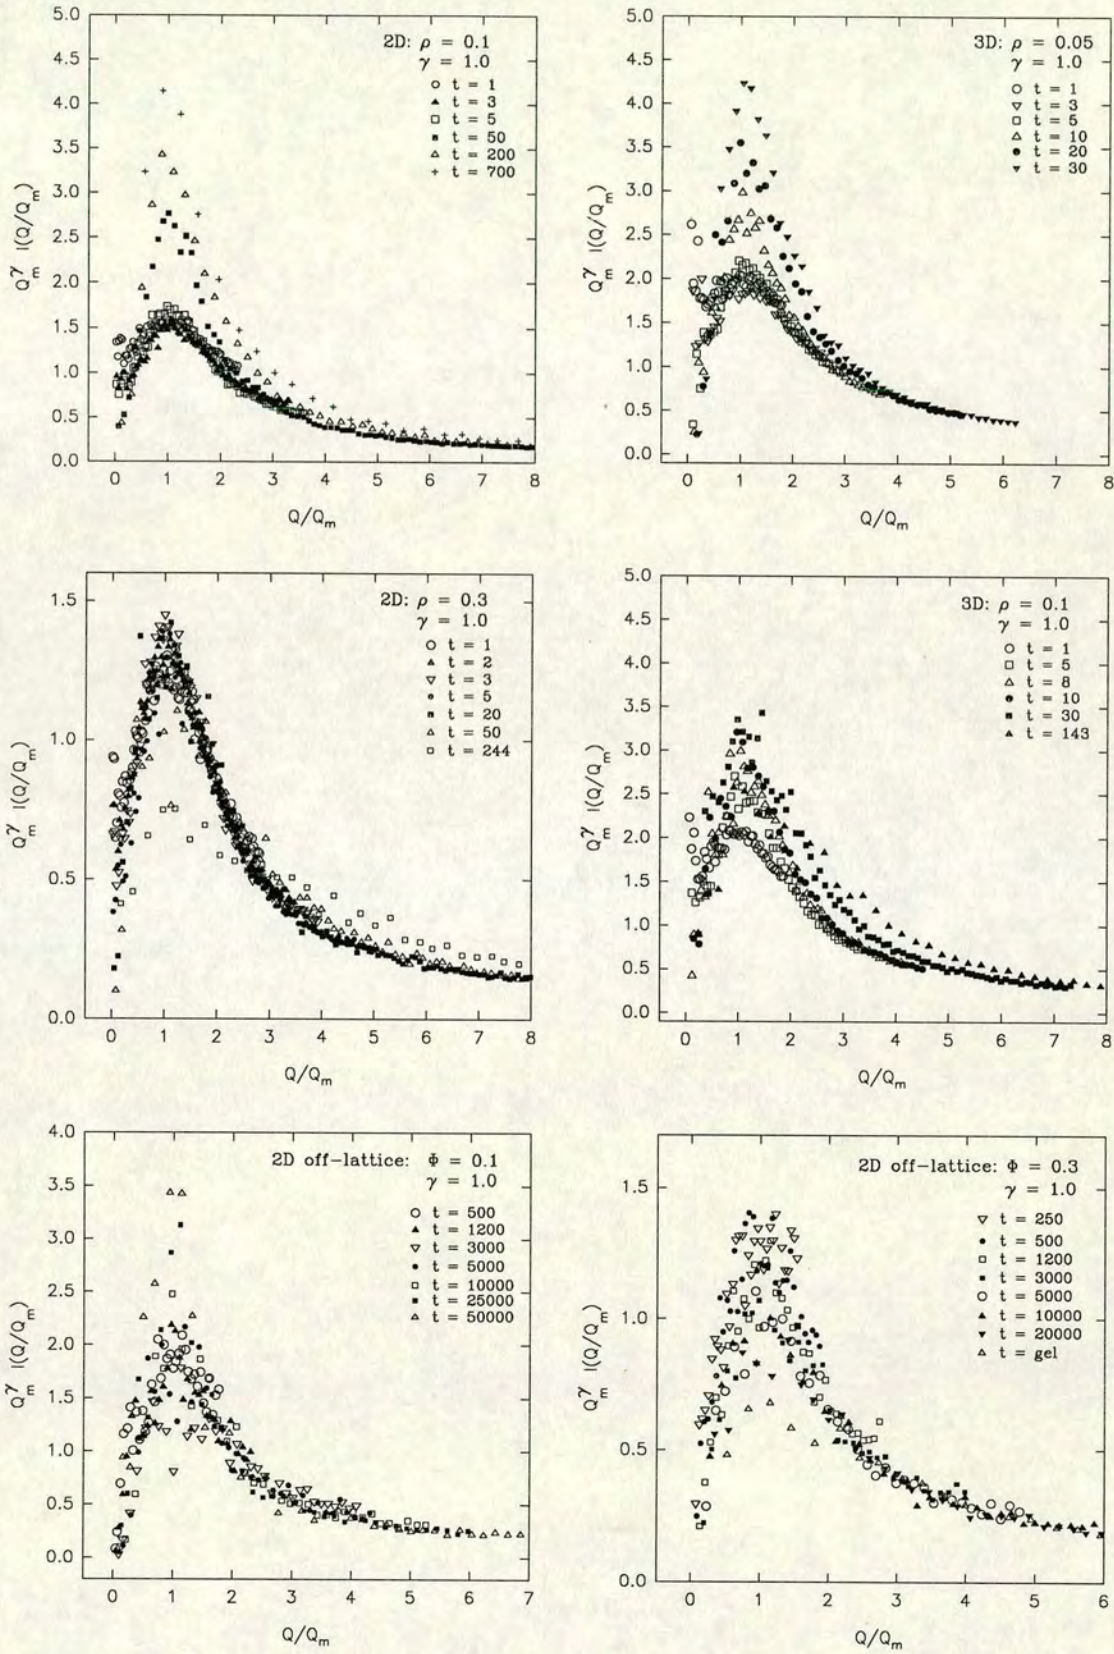 5.0
4.5
4.0
3.5
3.0
2.5
2.0
1.5
1.0
0.5
0.0
Q_m^γ I(Q/Q_m)
2D: ρ = 0.1
γ = 1.0
t = 1
t = 3
t = 5
t = 50
t = 200
t = 700
0 1 2 3 4 5 6 7 8
Q/Q_m
5.0
4.5
4.0
3.5
3.0
2.5
2.0
1.5
1.0
0.5
0.0
Q_m^γ I(Q/Q_m)
3D: ρ = 0.05
γ = 1.0
t = 1
t = 3
t = 5
t = 10
t = 20
t = 30
0 1 2 3 4 5 6 7 8
Q/Q_m
1.5
1.0
0.5
0.0
Q_m^γ I(Q/Q_m)
2D: ρ = 0.3
γ = 1.0
t = 1
t = 2
t = 3
t = 5
t = 20
t = 50
t = 244
0 1 2 3 4 5 6 7 8
Q/Q_m
5.0
4.5
4.0
3.5
3.0
2.5
2.0
1.5
1.0
0.5
0.0
Q_m^γ I(Q/Q_m)
3D: ρ = 0.1
γ = 1.0
t = 1
t = 5
t = 8
t = 10
t = 30
t = 143
0 1 2 3 4 5 6 7 8
Q/Q_m
4.0
3.5
3.0
2.5
2.0
1.5
1.0
0.5
0.0
Q_m^γ I(Q/Q_m)
2D off-lattice: Φ = 0.1
γ = 1.0
t = 500
t = 1200
t = 3000
t = 5000
t = 10000
t = 25000
t = 50000
0 1 2 3 4 5 6 7
Q/Q_m
1.5
1.0
0.5
0.0
Q_m^γ I(Q/Q_m)
2D off-lattice: Φ = 0.3
γ = 1.0
t = 250
t = 500
t = 1200
t = 3000
t = 5000
t = 10000
t = 20000
t = gel
0 1 2 3 4 5 6
Q/Q_m